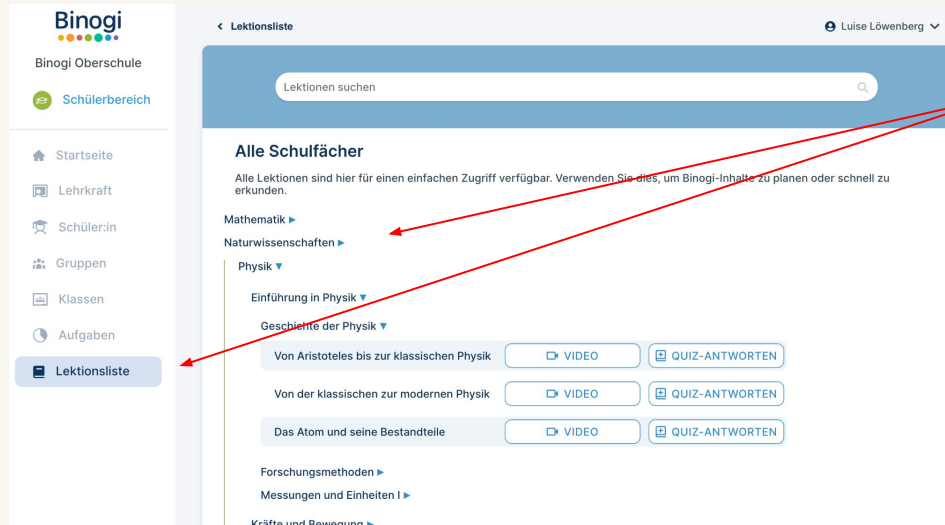 Binogi
Binogi Oberschule
Schülerbereich
Startseite
Lehrkraft
Schüler:in
Gruppen
Klassen
Aufgaben
Lektionsliste
Lektionsliste
Luise Löwenberg
Lektionen suchen
Alle Schulfächer
Alle Lektionen sind hier für einen einfachen Zugriff verfügbar. Verwenden Sie dies, um Binogi-Inhalte zu planen oder schnell zu
erkunden.
Mathematik
Naturwissenschaften
Physik
Einführung in Physik
Geschichte der Physik
Von Aristoteles bis zur klassischen Physik VIDEO QUIZ-ANTWORTEN
Von der klassischen zur modernen Physik VIDEO QUIZ-ANTWORTEN
Das Atom und seine Bestandteile VIDEO QUIZ-ANTWORTEN
Forschungsmethoden
Messungen und Einheiten I
Kräfte und Bewegung